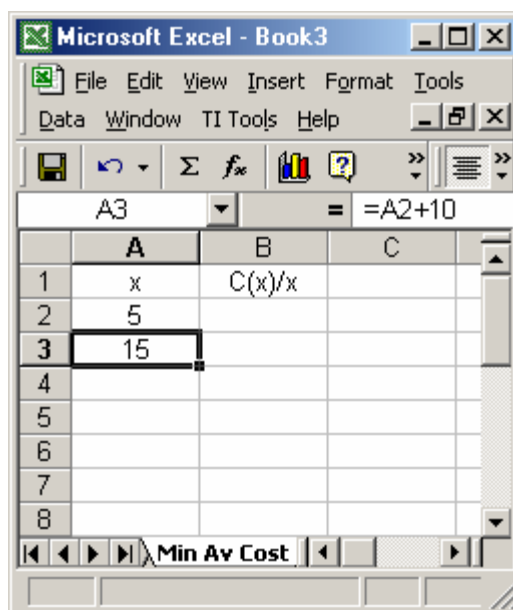 Microsoft Excel - Book3
File Edit View Insert Format Tools
Data Window TI Tools Help
Σ fx ? » »
A3 = =A2+10
A B C
1 x C(x)/x
2 5
3 15
4
5
6
7
8
Min Av Cost